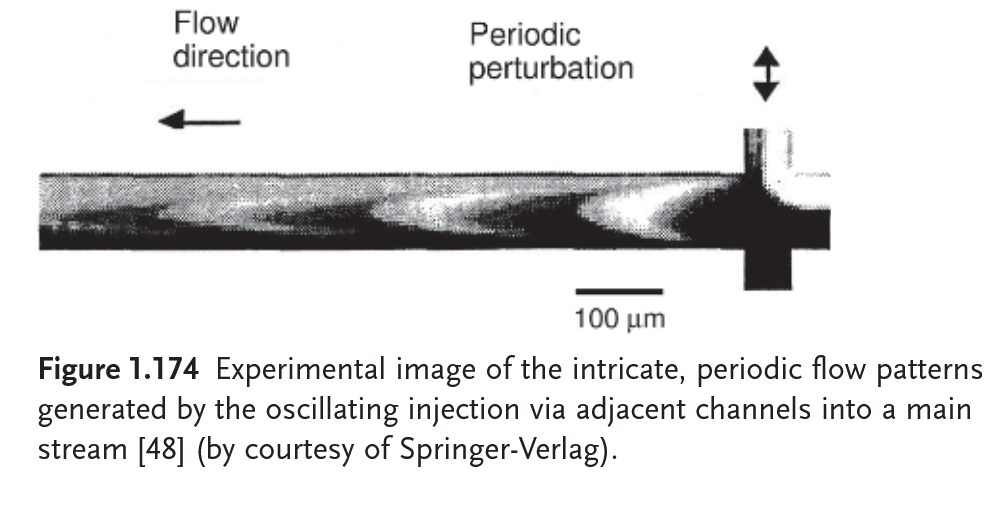 Flow
direction
Periodic
perturbation
100 μm
Figure 1.174 Experimental image of the intricate, periodic flow patterns
generated by the oscillating injection via adjacent channels into a main
stream [48] (by courtesy of Springer-Verlag).